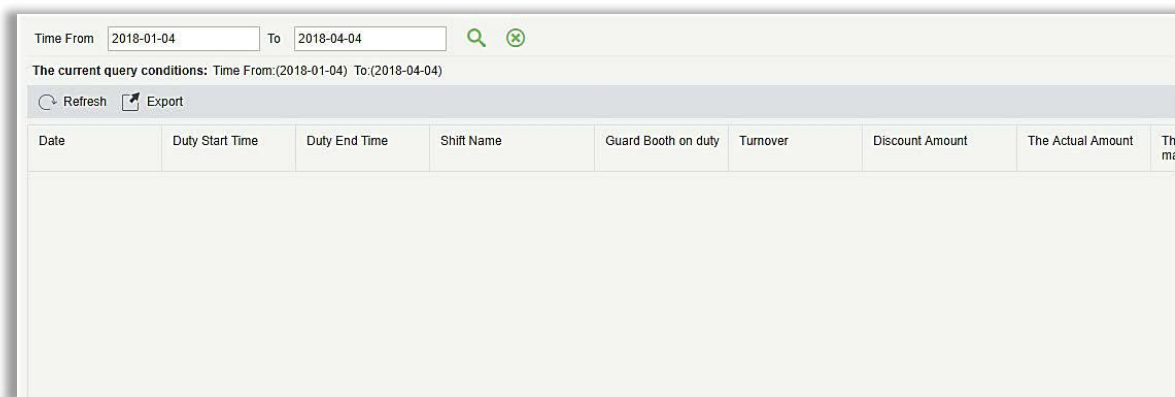 Time From 2018-01-04 To 2018-04-04
The current query conditions: Time From:(2018-01-04) To:(2018-04-04)
Refresh Export
Date Duty Start Time Duty End Time Shift Name Guard Booth on duty Turnover Discount Amount The Actual Amount